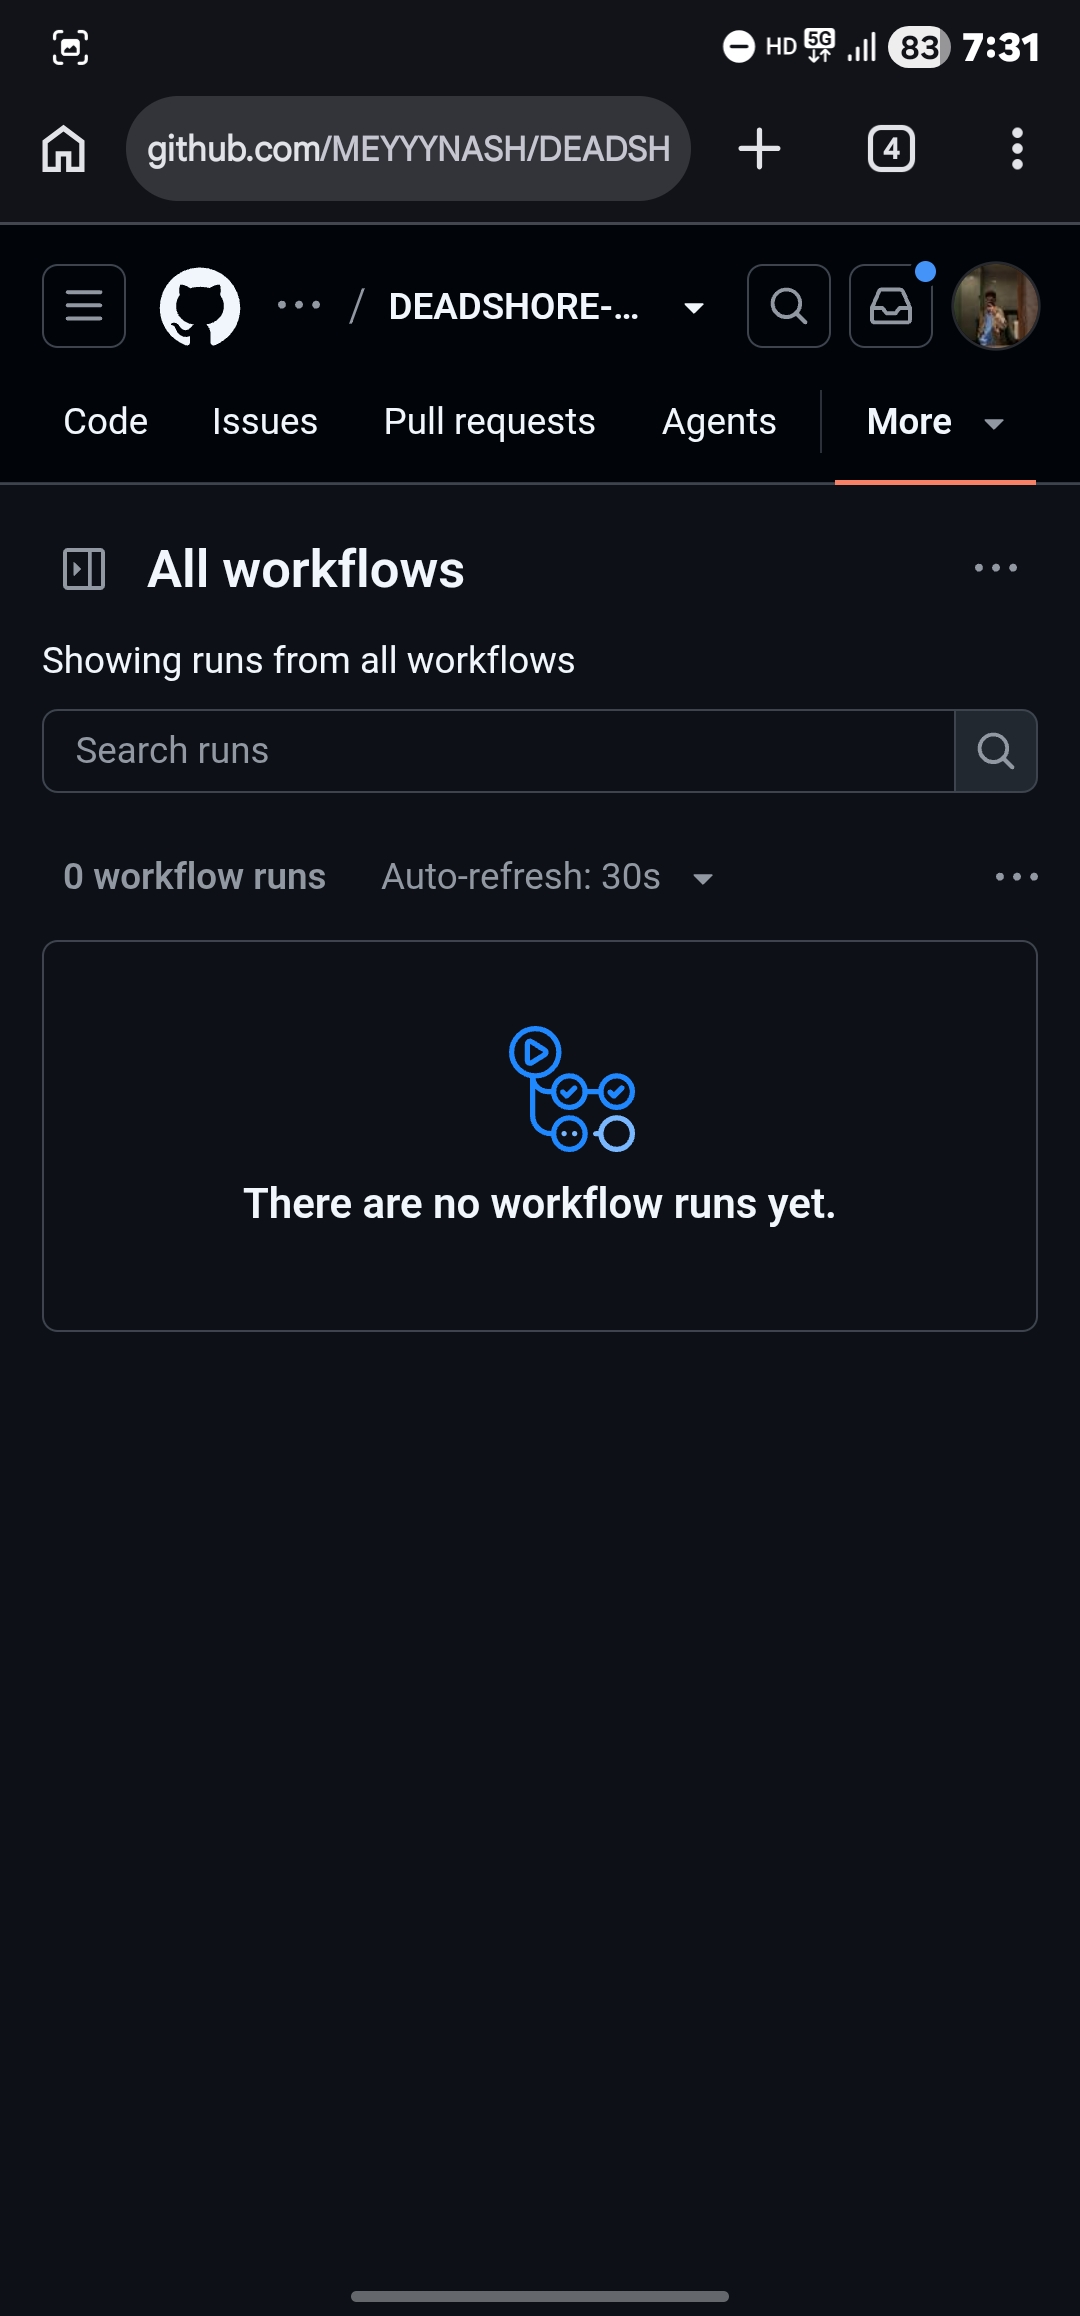 HD 5G 83 7:31
github.com/MEYYYNASH/DEADSH
4
/ DEADSHORE-...
Code Issues Pull requests Agents More
All workflows
Showing runs from all workflows
Search runs
0 workflow runs Auto-refresh: 30s
There are no workflow runs yet.